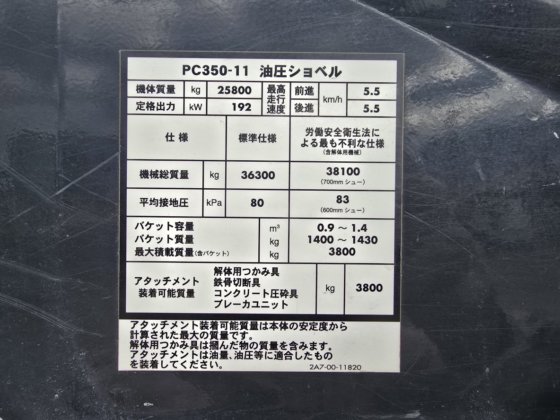 PC350-11 油圧ショベル
機体質量 kg 25800 最高走行速度 前進 km/h 5.5
定格出力 kW 192 後進 5.5
仕様 標準仕様 労働安全衛生法による最も不利な仕様 (含解体用機械)
機械総質量 kg 36300 38100 (700mm シュー)
平均接地圧 kPa 80 83 (600mm シュー)
バケット容量 m³ 0.9 ~ 1.4
バケット質量 kg 1400 ~ 1430
最大積載質量(含バケット) kg 3800
アタッチメント装着可能質量 解体用つかみ具 kg 3800
鉄骨切断具
コンクリート圧砕具
ブレーカユニット
アタッチメント装着可能質量は本体の安定度から
計算された最大の質量です。
解体用つかみ具は掴んだ物の質量を含みます。
アタッチメントは油量、油圧等に適合したもの
を装着してください。 2A7-00-11820